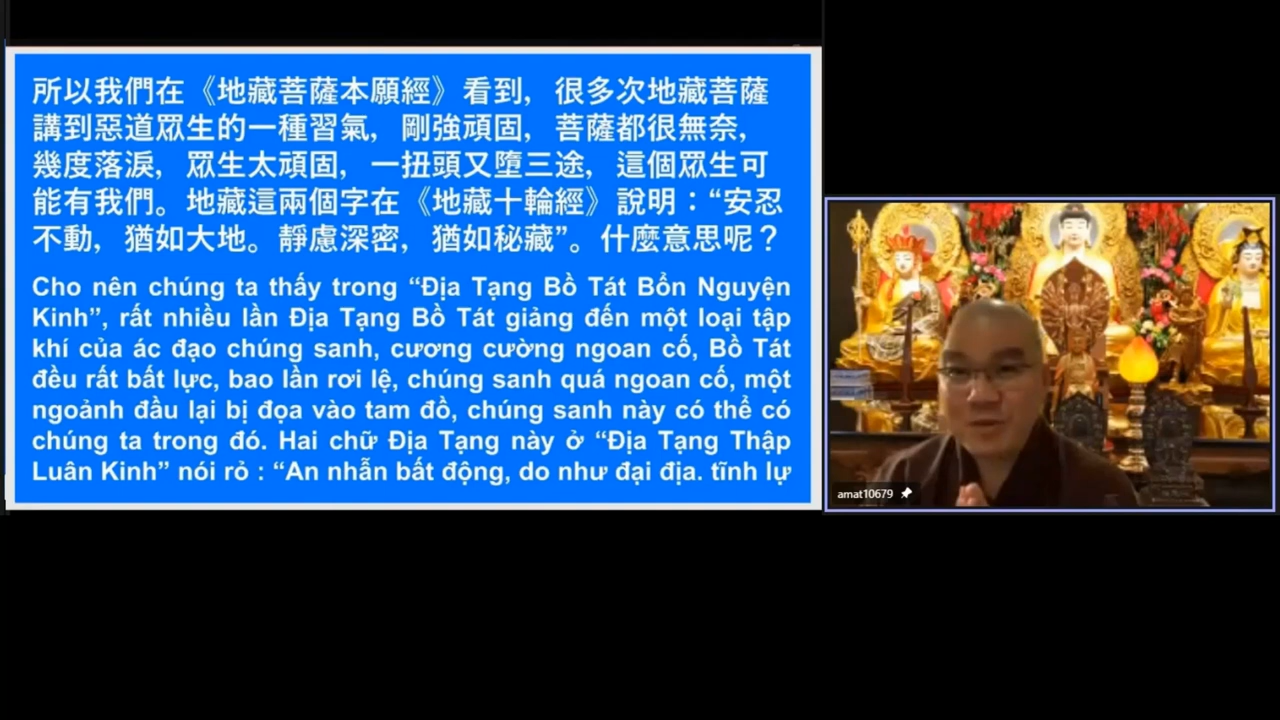 所以我們在《地藏菩薩本願經》看到，很多次地藏菩薩
講到惡道眾生的一種習氣，剛強頑固，菩薩都很無奈，
幾度落淚，眾生太頑固，一扭頭又墮三途，這個眾生可
能有我們。地藏這兩個字在《地藏十輪經》說明：“安忍
不動，猶如大地。靜慮深密，猶如秘藏”。什麼意思呢？
Cho nên chúng ta thấy trong “Địa Tạng Bồ Tát Bổn Nguyện
Kinh”, rất nhiều lần Địa Tạng Bồ Tát giảng đến một loại tập
khí của ác đạo chúng sanh, cương cường ngoan cố, Bồ Tát
đều rất bất lực, bao lần rơi lệ, chúng sanh quá ngoan cố, một
ngoảnh đầu lại bị đọa vào tam đồ, chúng sanh này có thể có
chúng ta trong đó. Hai chữ Địa Tạng này ở “Địa Tạng Thập
Luân Kinh” nói rỏ : “An nhẫn bất động, do như đại địa. tĩnh lự
amat10679